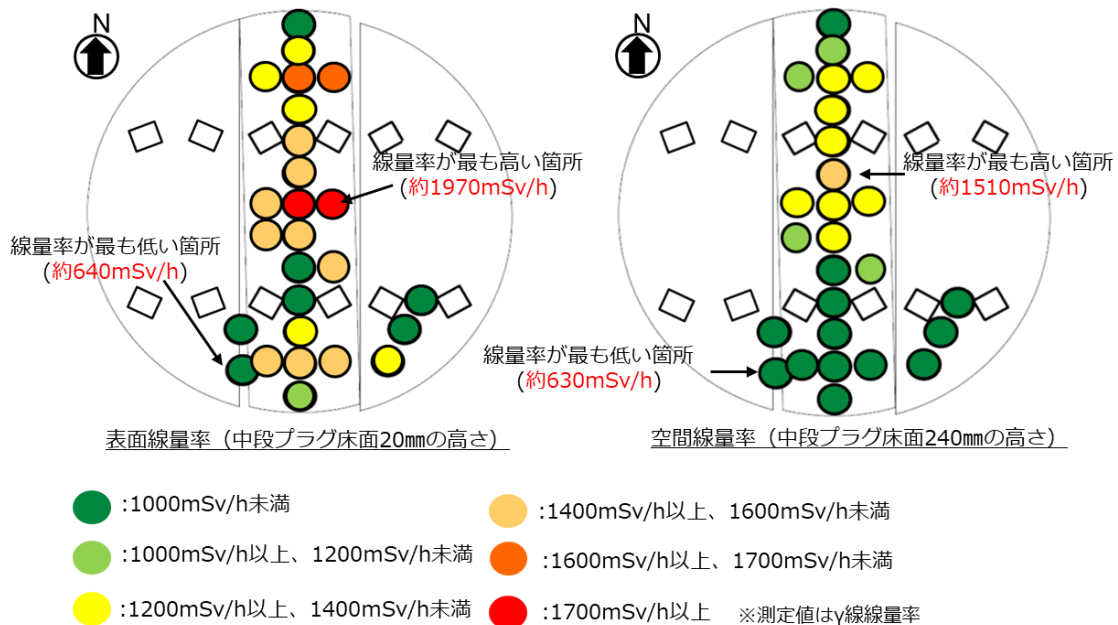 N
N
線量率が最も高い箇所
(約1970mSv/h)
線量率が最も高い箇所
(約1510mSv/h)
線量率が最も低い箇所
(約640mSv/h)
線量率が最も低い箇所
(約630mSv/h)
表面線量率（中段プラグ床面20㎜の高さ）
空間線量率（中段プラグ床面240㎜の高さ）
:1000mSv/h未満
:1400mSv/h以上、1600mSv/h未満
:1000mSv/h以上、1200mSv/h未満
:1600mSv/h以上、1700mSv/h未満
:1200mSv/h以上、1400mSv/h未満
:1700mSv/h以上 ※測定値はγ線線量率